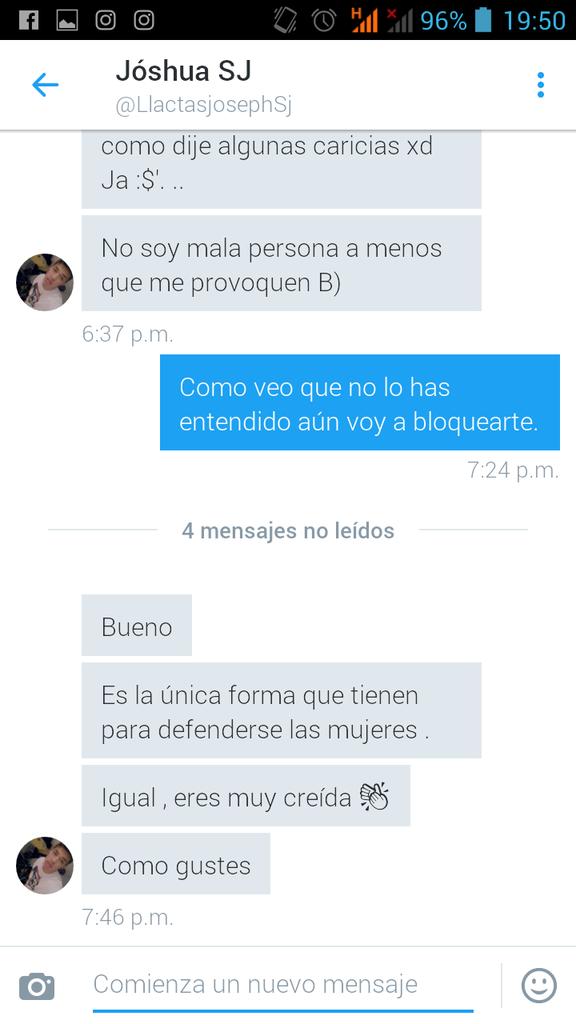 H
96%
19:50
Jóshua SJ
@LlactasjosephSj
como dije algunas caricias xd
Ja :$'. ..
No soy mala persona a menos
que me provoquen B)
6:37 p.m.
Como veo que no lo has
entendido aún voy a bloquearte.
7:24 p.m.
4 mensajes no leídos
Bueno
Es la única forma que tienen
para defenderse las mujeres .
Igual , eres muy creída 👏
Como gustes
7:46 p.m.
Comienza un nuevo mensaje